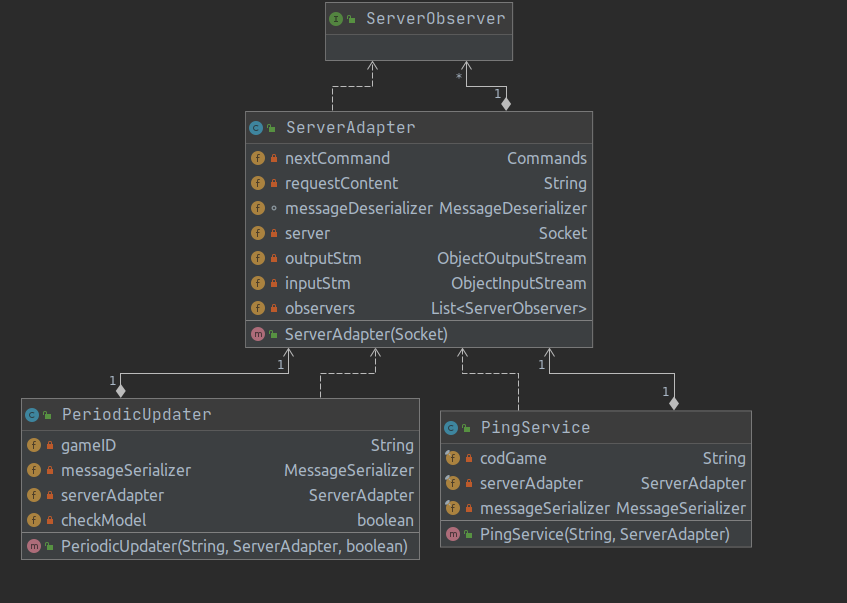 ServerObserver
*
1
ServerAdapter
nextCommand Commands
requestContent String
messageDeserializer MessageDeserializer
server Socket
outputStm ObjectOutputStream
inputStm ObjectInputStream
observers List<ServerObserver>
ServerAdapter(Socket)
1
1
1
1
PeriodicUpdater
gameID String
messageSerializer MessageSerializer
serverAdapter ServerAdapter
checkModel boolean
PeriodicUpdater(String, ServerAdapter, boolean)
PingService
codGame String
serverAdapter ServerAdapter
messageSerializer MessageSerializer
PingService(String, ServerAdapter)